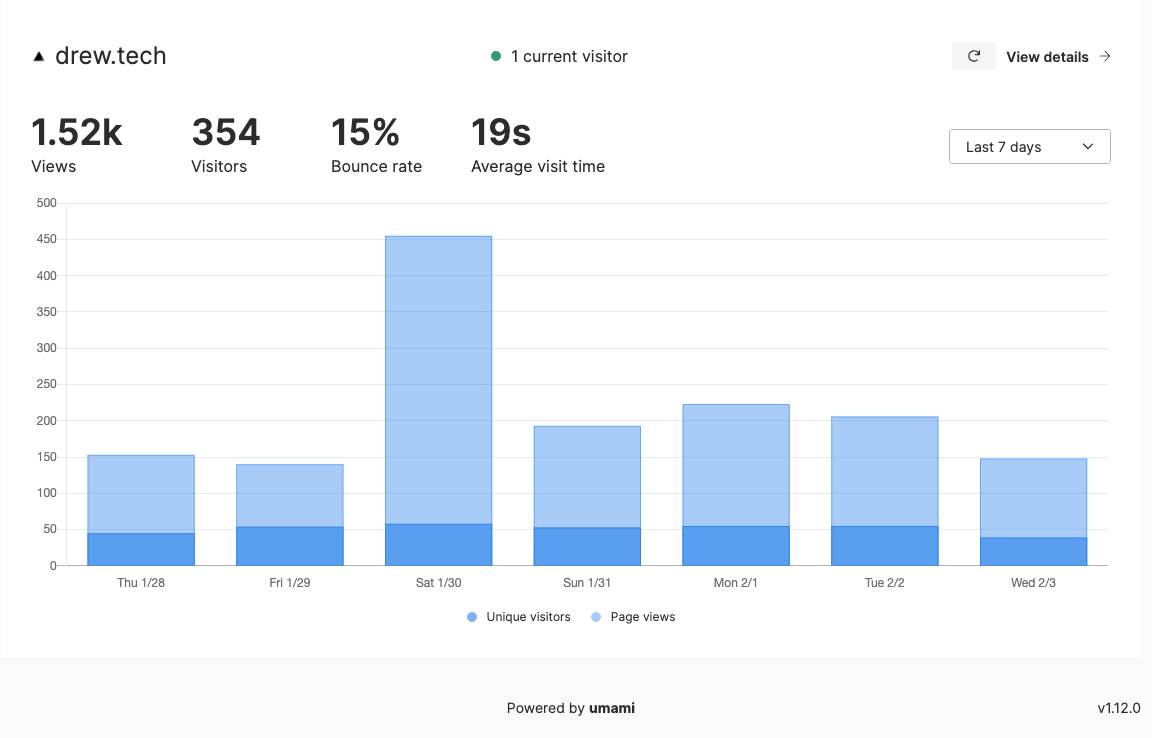 drew.tech
1 current visitor
View details
1.52k
Views
354
Visitors
15%
Bounce rate
19s
Average visit time
Last 7 days
500
450
400
350
300
250
200
150
100
50
0
Thu 1/28
Fri 1/29
Sat 1/30
Sun 1/31
Mon 2/1
Tue 2/2
Wed 2/3
Unique visitors
Page views
Powered by umami
v1.12.0